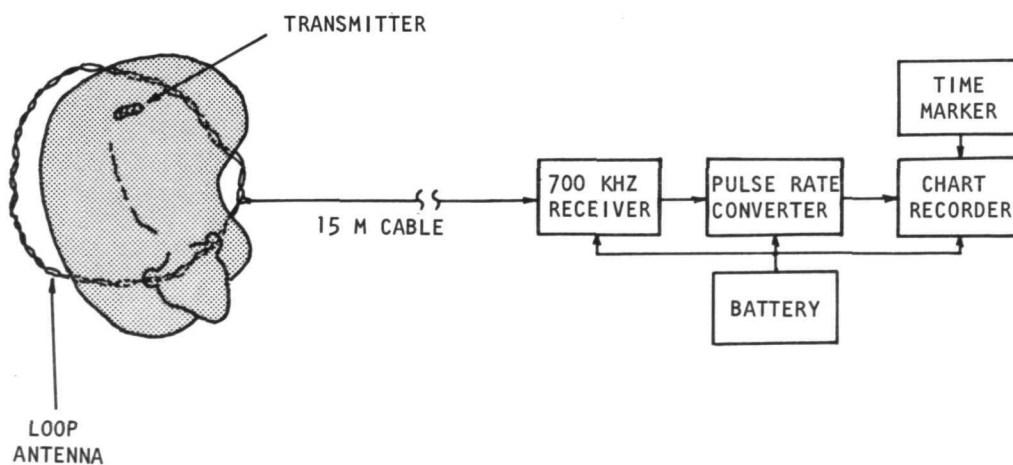 TRANSMITTER
TIME
MARKER
700 KHZ
RECEIVER
PULSE RATE
CONVERTER
CHART
RECORDER
15 M CABLE
BATTERY
LOOP
ANTENNA